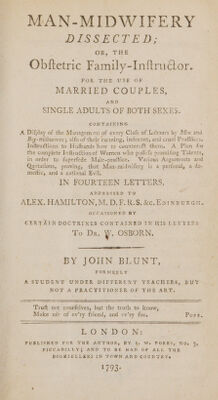 MAN-MIDWIFERY
DISSECTED;
OR, THE
Obstetric Family-Instructor.
FOR THE USE OF
MARRIED COUPLES,
AND
SINGLE ADULTS OF BOTH SEXES.
CONTAINING
A Display of the Management of every Class of Labours by Men and
Boy-midwives; also of their cunning, indecent, and cruel Practices.
Instructions to Husbands how to counteract them. A Plan for
the complete Instruction of Women who possess promising Talents,
in order to supersede Male-practice. Various Arguments and
Quotations, proving, that Man-midwifery is a personal, a do-
mestic, and a national Evil.
IN FOURTEEN LETTERS.
ADDRESSED TO
ALEX. HAMILTON, M. D. F. R. S. &c. EDINBURGH.
OCCASIONED BY
CERTAIN DOCTRINES CONTAINED IN HIS LETTERS
TO DR. W. OSBORN.
BY JOHN BLUNT,
FORMERLY
A STUDENT UNDER DIFFERENT TEACHERS, BUT
NOT A PRACTITIONER OF THE ART.
Trust not yourselves, but the truth to know,
Make use of ev'ry friend, and ev'ry foe. POPE.
LONDON:
PUBLISHED FOR THE AUTHOR, BY S. W. FORES, NO. 3,
PICCADILLY; AND TO BE HAD OF ALL THE
BOOKSELLERS IN TOWN AND COUNTRY.
1793.